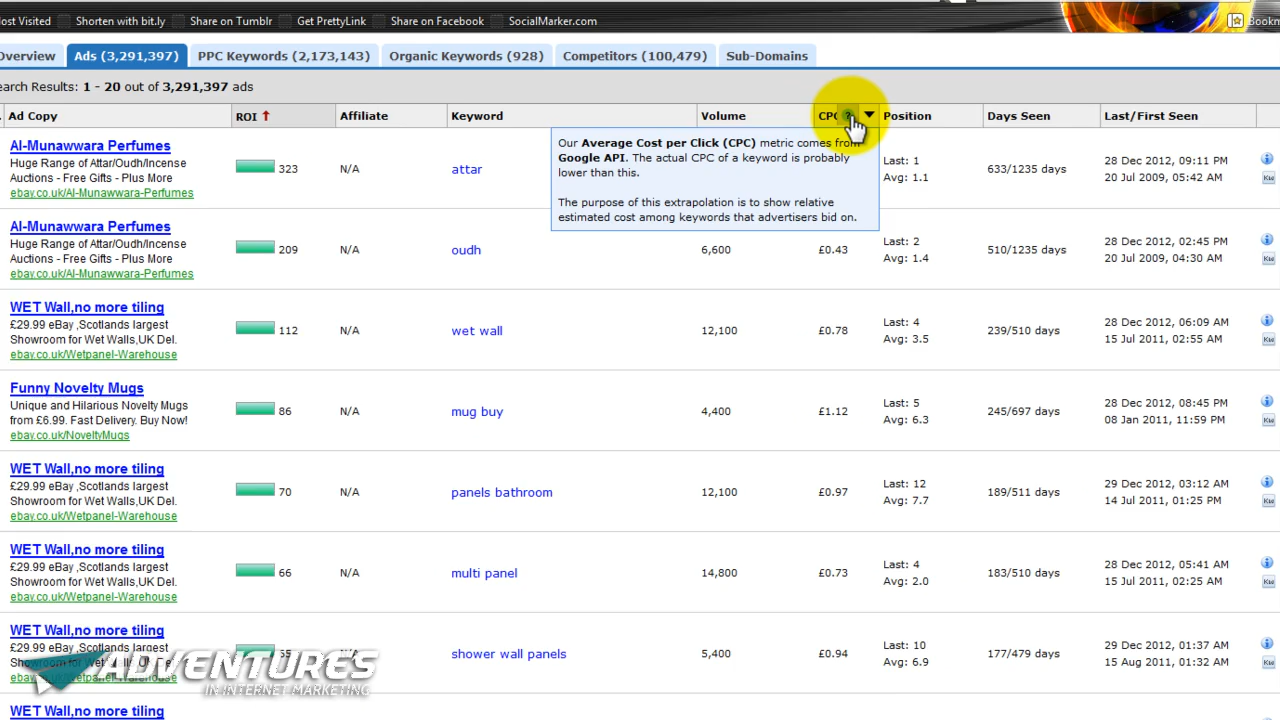 ost Visited Shorten with bit.ly Share on Tumblr Get PrettyLink Share on Facebook SocialMarker.com Bookm
Overview Ads (3,291,397) PPC Keywords (2,173,143) Organic Keywords (928) Competitors (100,479) Sub-Domains
earch Results: 1 - 20 out of 3,291,397 ads
Ad Copy ROI Affiliate Keyword Volume CPC Position Days Seen Last/First Seen
Our Average Cost per Click (CPC) metric comes from
Google API. The actual CPC of a keyword is probably
lower than this.
The purpose of this extrapolation is to show relative
estimated cost among keywords that advertisers bid on.
Al-Munawwara Perfumes
Huge Range of Attar/Oudh/Incense
Auctions - Free Gifts - Plus More
ebay.co.uk/Al-Munawwara-Perfumes
323 N/A attar
Last: 1
Avg: 1.1
633/1235 days
28 Dec 2012, 09:11 PM
20 Jul 2009, 05:42 AM
Kw
Al-Munawwara Perfumes
Huge Range of Attar/Oudh/Incense
Auctions - Free Gifts - Plus More
ebay.co.uk/Al-Munawwara-Perfumes
209 N/A oudh 6,600 £0.43
Last: 2
Avg: 1.4
510/1235 days
28 Dec 2012, 02:45 PM
20 Jul 2009, 04:30 AM
Kw
WET Wall,no more tiling
£29.99 eBay ,Scotlands largest
Showroom for Wet Walls,UK Del.
ebay.co.uk/Wetpanel-Warehouse
112 N/A wet wall 12,100 £0.78
Last: 4
Avg: 3.5
239/510 days
28 Dec 2012, 06:09 AM
15 Jul 2011, 02:55 AM
Kw
Funny Novelty Mugs
Unique and Hilarious Novelty Mugs
from £6.99. Fast Delivery. Buy Now!
ebay.co.uk/NoveltyMugs
86 N/A mug buy 4,400 £1.12
Last: 5
Avg: 6.3
245/697 days
28 Dec 2012, 08:45 PM
08 Jan 2011, 11:59 PM
Kw
WET Wall,no more tiling
£29.99 eBay ,Scotlands largest
Showroom for Wet Walls,UK Del.
ebay.co.uk/Wetpanel-Warehouse
70 N/A panels bathroom 12,100 £0.97
Last: 12
Avg: 7.7
189/511 days
29 Dec 2012, 03:12 AM
14 Jul 2011, 01:25 PM
Kw
WET Wall,no more tiling
£29.99 eBay ,Scotlands largest
Showroom for Wet Walls,UK Del.
ebay.co.uk/Wetpanel-Warehouse
66 N/A multi panel 14,800 £0.73
Last: 4
Avg: 2.0
183/510 days
28 Dec 2012, 05:41 AM
15 Jul 2011, 02:25 AM
Kw
WET Wall,no more tiling
£29.99 eBay ,Scotlands largest
Showroom for Wet Walls,UK Del.
shower wall panels 5,400 £0.94
Last: 10
Avg: 6.9
177/479 days
29 Dec 2012, 01:37 AM
15 Aug 2011, 01:32 AM
Kw
ADVENTURES
IN INTERNET MARKETING
WET Wall,no more tiling